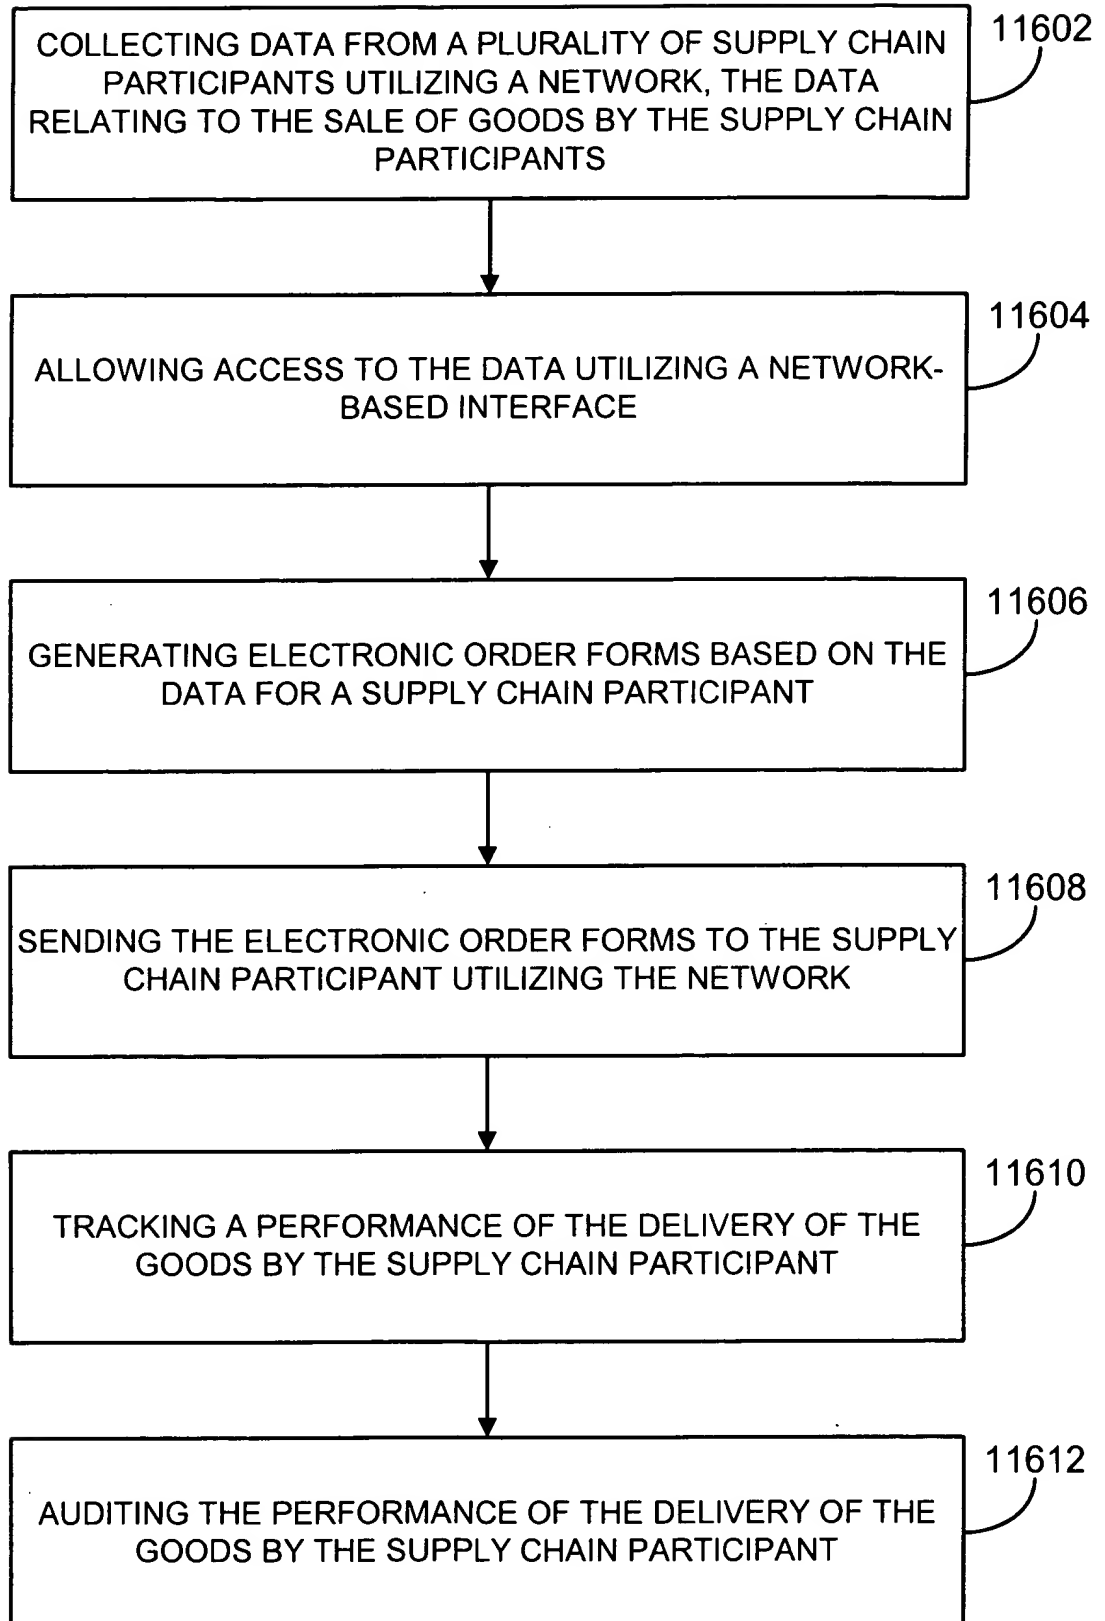 COLLECTING DATA FROM A PLURALITY OF SUPPLY CHAIN
PARTICIPANTS UTILIZING A NETWORK, THE DATA
RELATING TO THE SALE OF GOODS BY THE SUPPLY CHAIN
PARTICIPANTS
11602
ALLOWING ACCESS TO THE DATA UTILIZING A NETWORK-
BASED INTERFACE
11604
GENERATING ELECTRONIC ORDER FORMS BASED ON THE
DATA FOR A SUPPLY CHAIN PARTICIPANT
11606
SENDING THE ELECTRONIC ORDER FORMS TO THE SUPPLY
CHAIN PARTICIPANT UTILIZING THE NETWORK
11608
TRACKING A PERFORMANCE OF THE DELIVERY OF THE
GOODS BY THE SUPPLY CHAIN PARTICIPANT
11610
AUDITING THE PERFORMANCE OF THE DELIVERY OF THE
GOODS BY THE SUPPLY CHAIN PARTICIPANT
11612